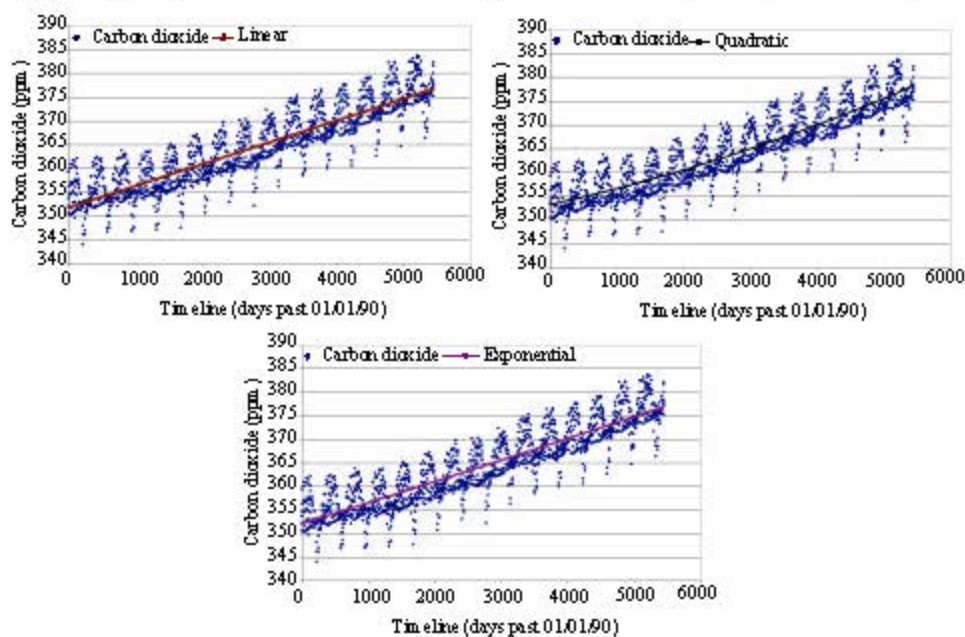 Carbon dioxide Linear
Carbon dioxide (ppm)
390
385
380
375
370
365
360
355
350
345
340
0 1000 2000 3000 4000 5000 6000
Timeline (days past 01/01/90)
Carbon dioxide Quadratic
Carbon dioxide (ppm)
390
385
380
375
370
365
360
355
350
345
340
0 1000 2000 3000 4000 5000 6000
Timeline (days past 01/01/90)
Carbon dioxide Exponential
Carbon dioxide (ppm)
390
385
380
375
370
365
360
355
350
345
340
0 1000 2000 3000 4000 5000 6000
Timeline (days past 01/01/90)